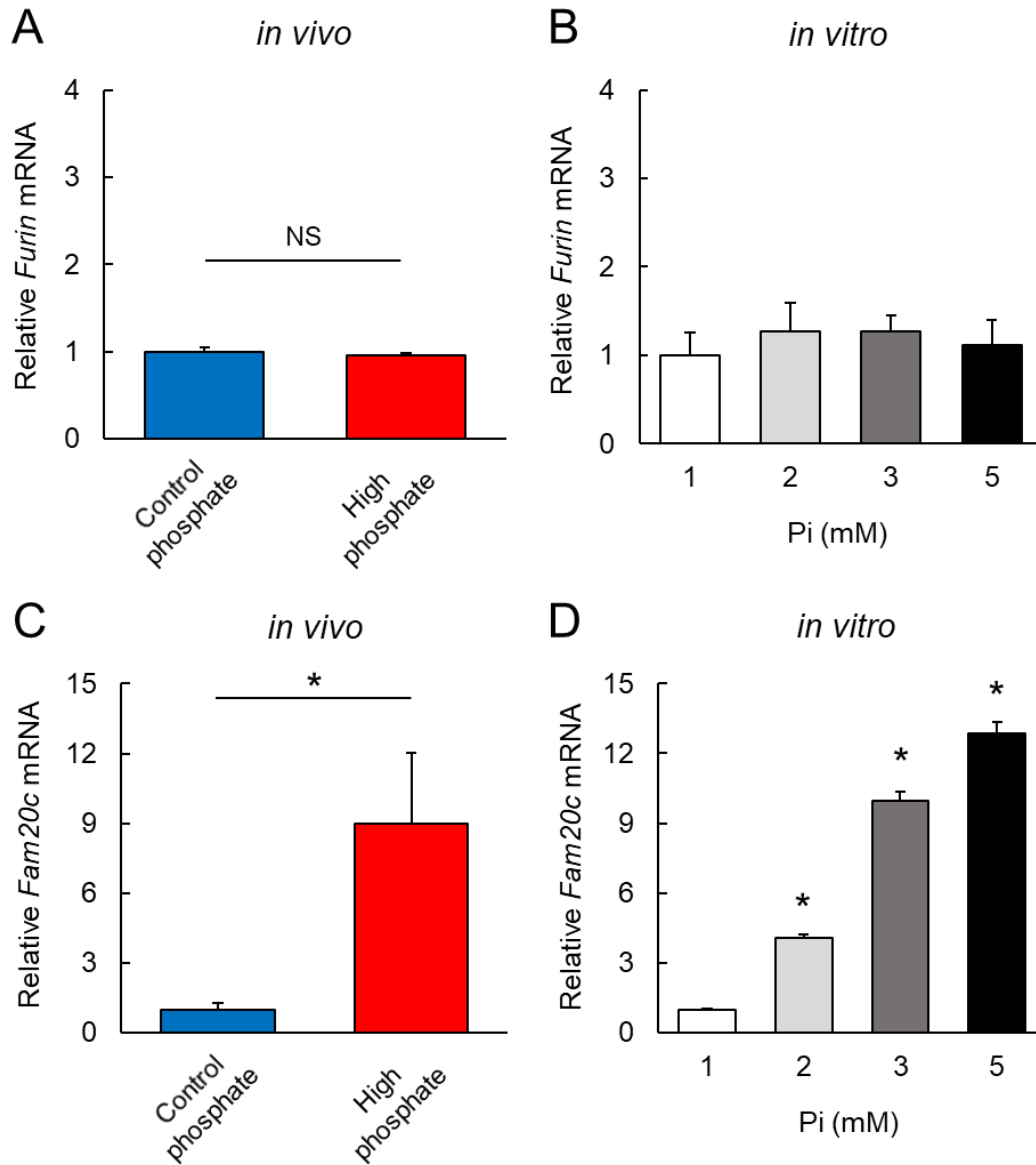 A
in vivo
Relative Furin mRNA
4
3
2
1
0
NS
Control
phosphate
High
phosphate
B
in vitro
Relative Furin mRNA
4
3
2
1
0
1 2 3 5
Pi (mM)
C
in vivo
Relative Fam20c mRNA
15
12
9
6
3
0
*
Control
phosphate
High
phosphate
D
in vitro
Relative Fam20c mRNA
15
12
9
6
3
0
*
*
*
1 2 3 5
Pi (mM)